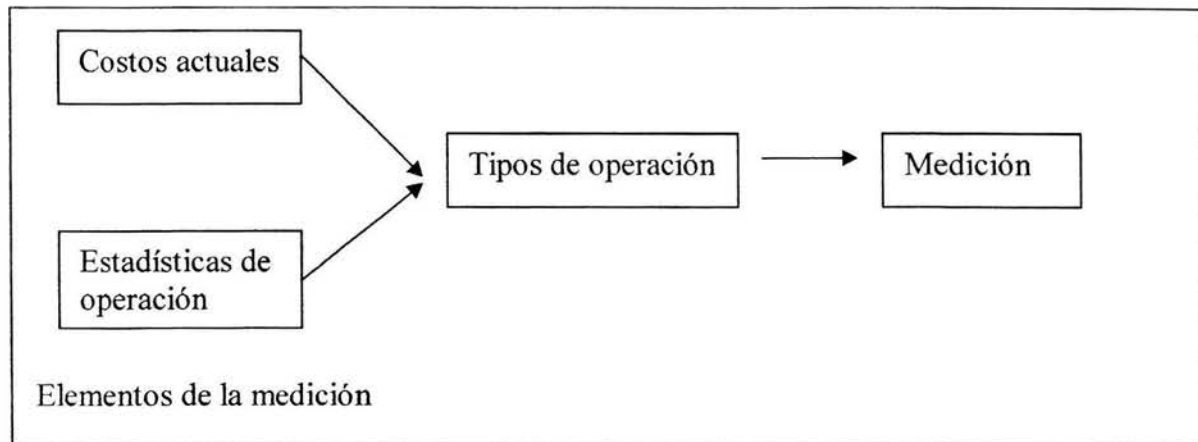 Costos actuales
Tipos de operación
Medición
Estadísticas de
operación
Elementos de la medición